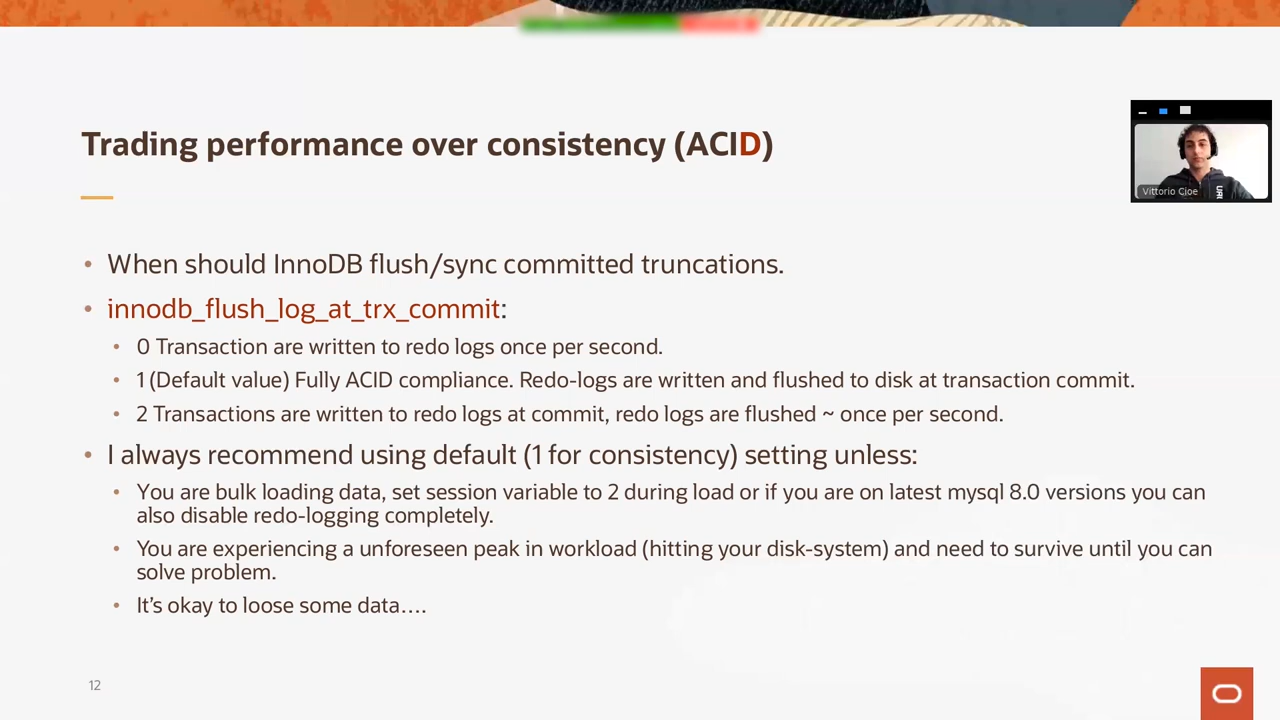 Trading performance over consistency (ACID)
Vittorio Cioe
• When should InnoDB flush/sync committed truncations.
• innodb_flush_log_at_trx_commit:
• 0 Transaction are written to redo logs once per second.
• 1 (Default value) Fully ACID compliance. Redo-logs are written and flushed to disk at transaction commit.
• 2 Transactions are written to redo logs at commit, redo logs are flushed ~ once per second.
• I always recommend using default (1 for consistency) setting unless:
• You are bulk loading data, set session variable to 2 during load or if you are on latest mysql 8.0 versions you can
also disable redo-logging completely.
• You are experiencing a unforeseen peak in workload (hitting your disk-system) and need to survive until you can
solve problem.
• It’s okay to loose some data….
12